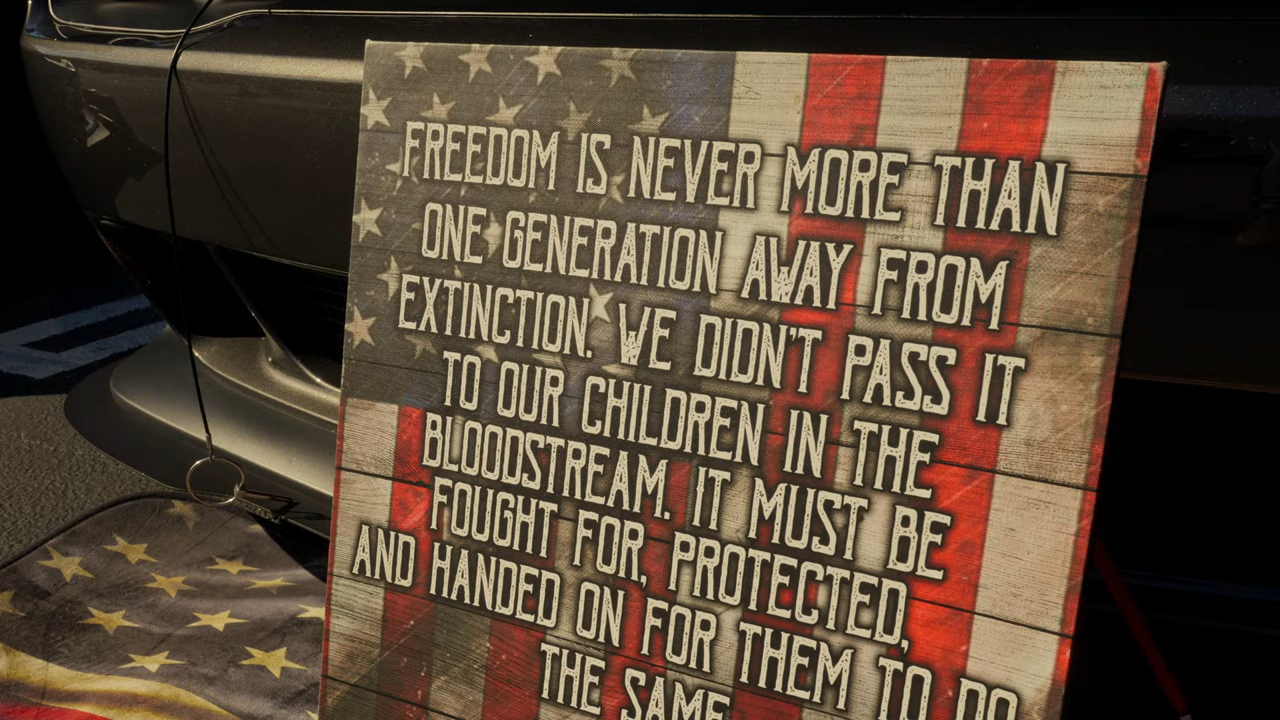 FREEDOM IS NEVER MORE THAN
ONE GENERATION AWAY FROM
EXTINCTION. WE DIDN'T PASS IT
TO OUR CHILDREN IN THE
BLOODSTREAM. IT MUST BE
FOUGHT FOR, PROTECTED,
AND HANDED ON FOR THEM TO DO
THE SAME